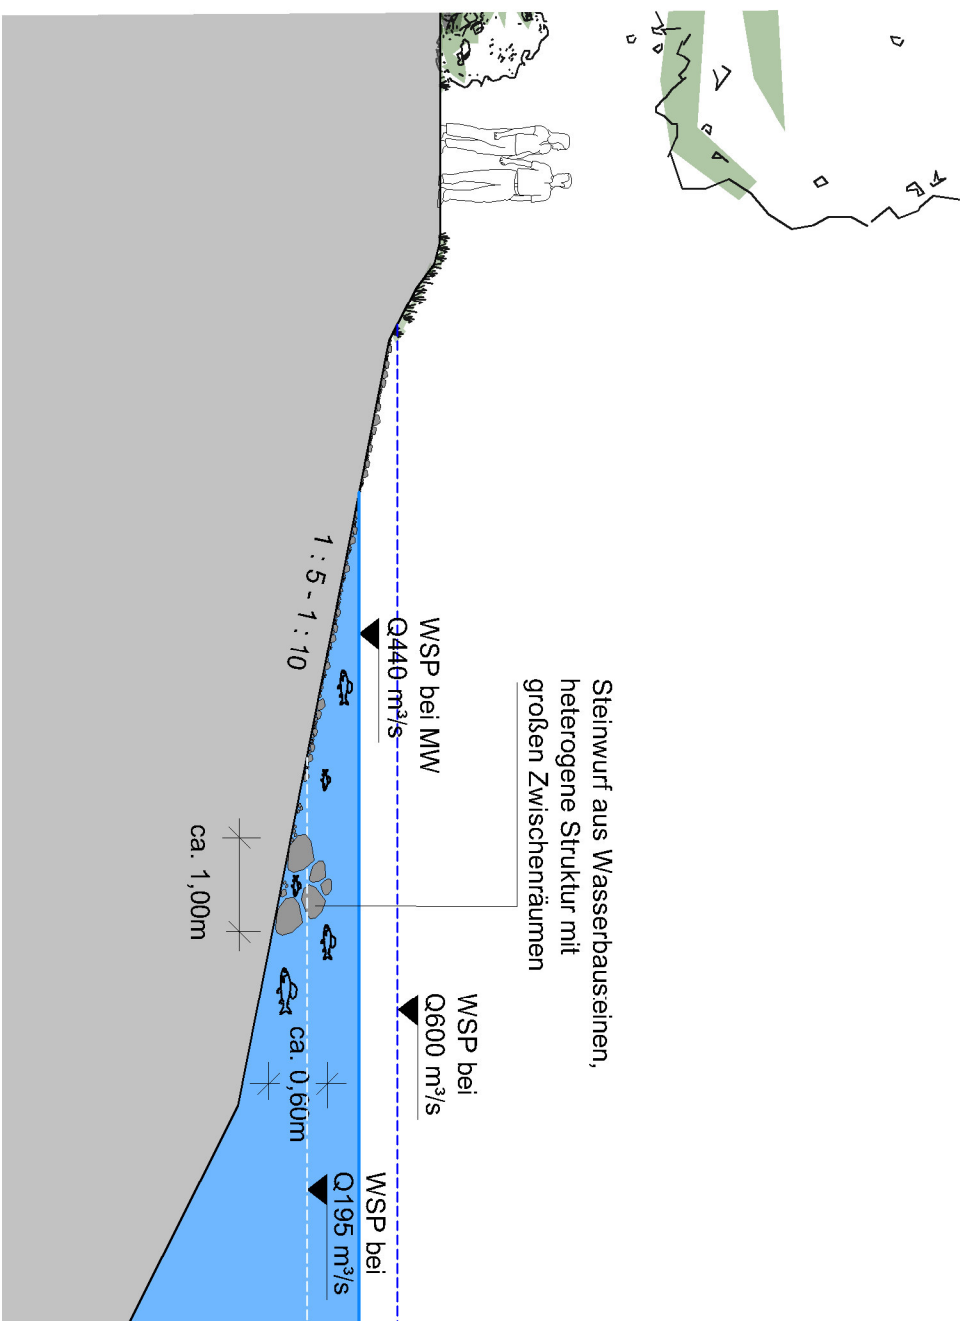 Steinwurf aus Wasserbauseinen,
heterogene Struktur mit
großen Zwischenräumen
WSP bei MW
Q440 m³/s
WSP bei
Q600 m³/s
WSP bei
Q195 m³/s
1 : 5 - 1 : 10
ca. 0,60m
ca. 1,00m